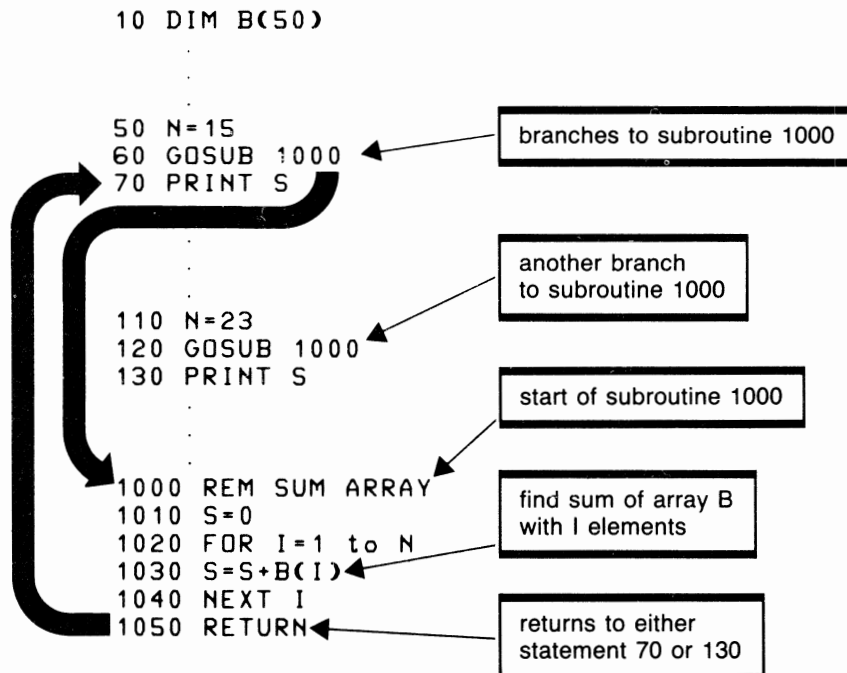 10 DIM B(50)
50 N=15
60 GOSUB 1000
70 PRINT S
branches to subroutine 1000
another branch
to subroutine 1000
110 N=23
120 GOSUB 1000
130 PRINT S
start of subroutine 1000
1000 REM SUM ARRAY
1010 S=0
1020 FOR I=1 to N
1030 S=S+B(I)
1040 NEXT I
1050 RETURN
find sum of array B
with I elements
returns to either
statement 70 or 130